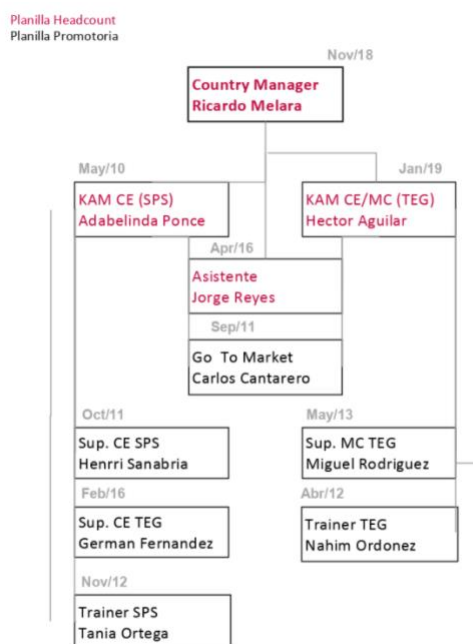 Planilla Headcount
Planilla Promotoria
Nov/18
Country Manager
Ricardo Melara
May/10
KAM CE (SPS)
Adabelinda Ponce
Jan/19
KAM CE/MC (TEG)
Hector Aguilar
Apr/16
Asistente
Jorge Reyes
Sep/11
Go To Market
Carlos Cantarero
Oct/11
Sup. CE SPS
Henrri Sanabria
May/13
Sup. MC TEG
Miguel Rodriguez
Feb/16
Sup. CE TEG
German Fernandez
Abr/12
Trainer TEG
Nahim Ordonez
Nov/12
Trainer SPS
Tania Ortega